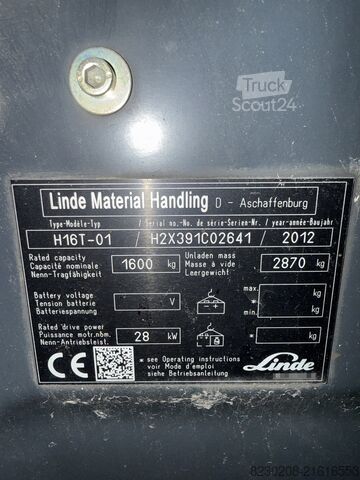 Truck
Scout24
Linde Material Handling D - Aschaffenburg
Type-Modèle-Typ / Serial no.-No. de série-Serien-Nr. / year-année-Baujahr
H16T-01 / H2X391C02641 / 2012
Rated capacity
Capacité nominale
Nenn-Tragfähigkeit
1600 kg
Unladen mass
Masse à vide
Leergewicht
2870 kg
Battery voltage
Tension batterie
Batteriespannung
V
max. kg
* min. kg
Rated drive power
Puissance mot.nom.
Nenn-Antriebsleist.
28 kW
* kg
CE
* see Operating instructions
voir Mode d'emploi
siehe Betriebsanleitung
Linde
8230208-21616553